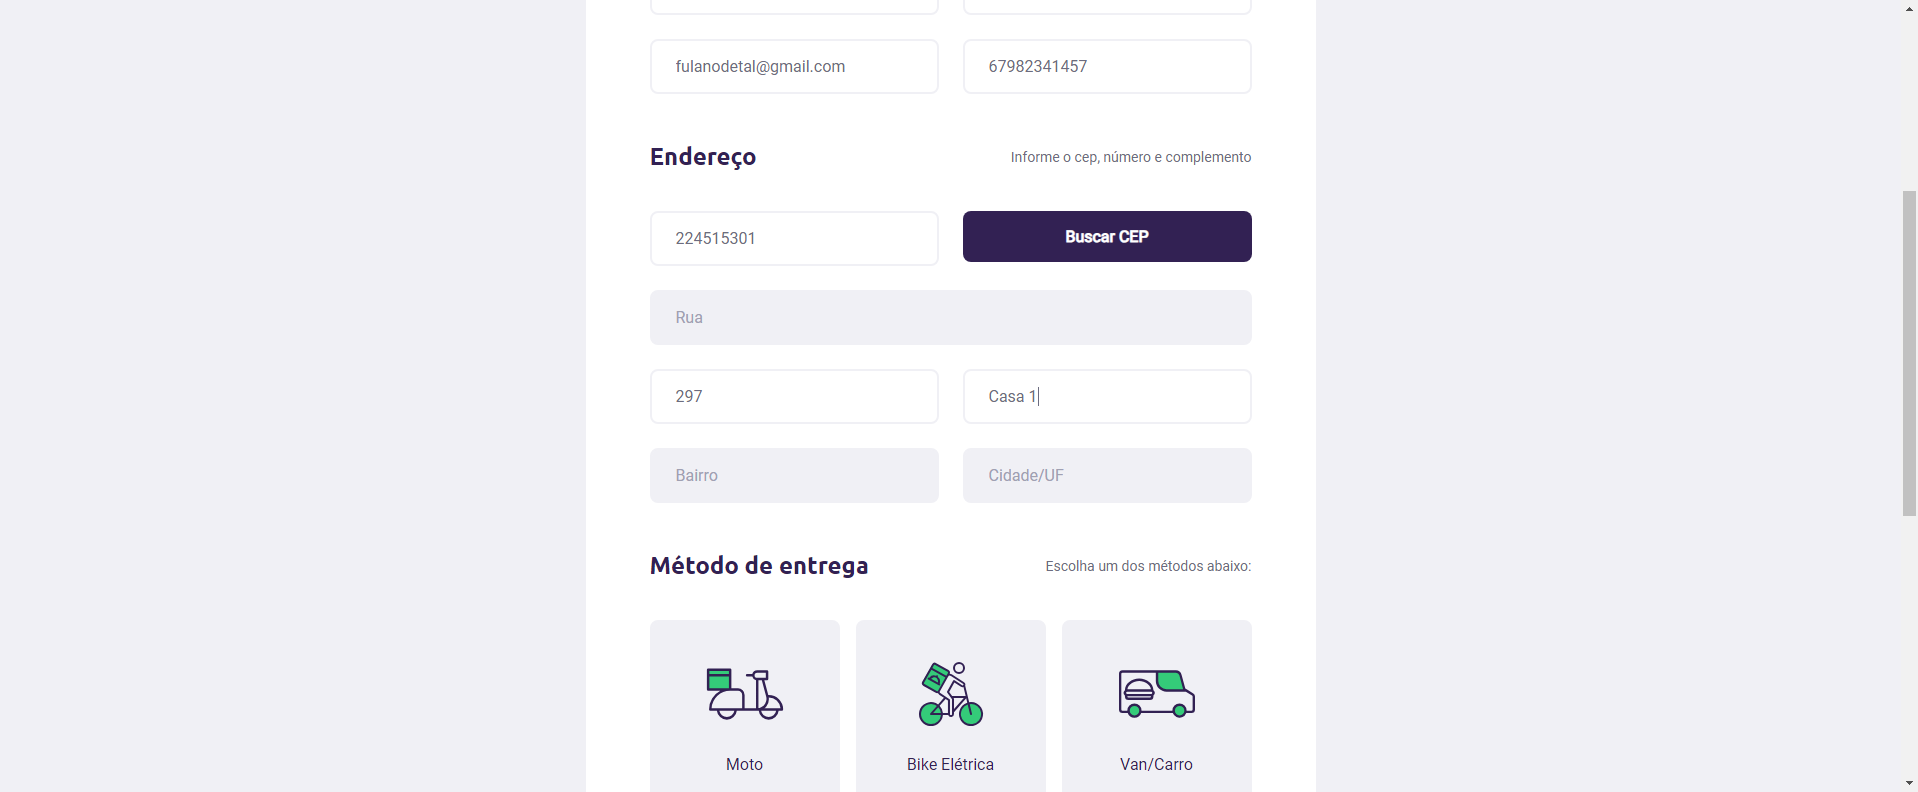 fulanodetal@gmail.com
67982341457
Endereço
Informe o cep, número e complemento
224515301
Buscar CEP
Rua
297
Casa 1
Bairro
Cidade/UF
Método de entrega
Escolha um dos métodos abaixo:
Moto
Bike Elétrica
Van/Carro